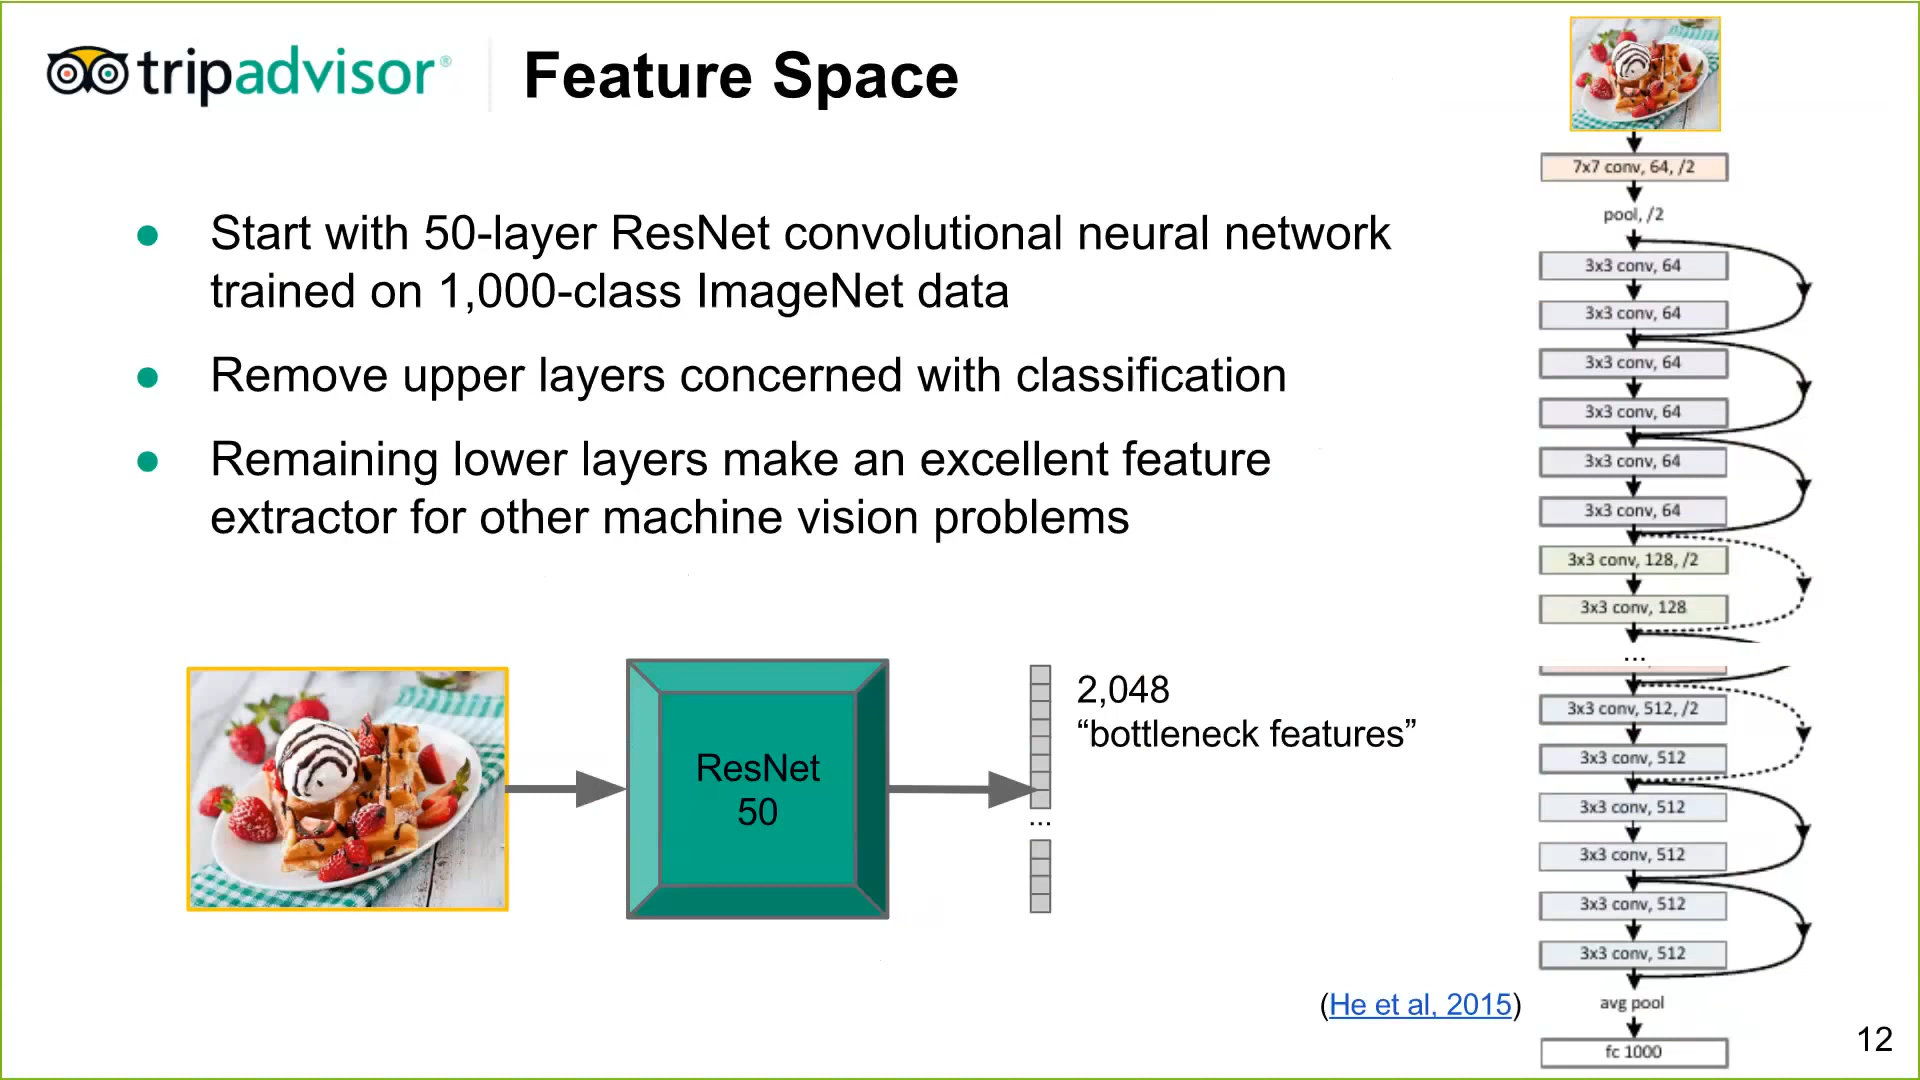 tripadvisor®
Feature Space
● Start with 50-layer ResNet convolutional neural network
trained on 1,000-class ImageNet data
● Remove upper layers concerned with classification
● Remaining lower layers make an excellent feature
extractor for other machine vision problems
ResNet
50
...
2,048
“bottleneck features”
7x7 conv, 64, /2
pool, /2
3x3 conv, 64
3x3 conv, 64
3x3 conv, 64
3x3 conv, 64
3x3 conv, 64
3x3 conv, 64
3x3 conv, 128, /2
3x3 conv, 128
...
3x3 conv, 512, /2
3x3 conv, 512
3x3 conv, 512
3x3 conv, 512
3x3 conv, 512
3x3 conv, 512
avg pool
fc 1000
(He et al, 2015)
12